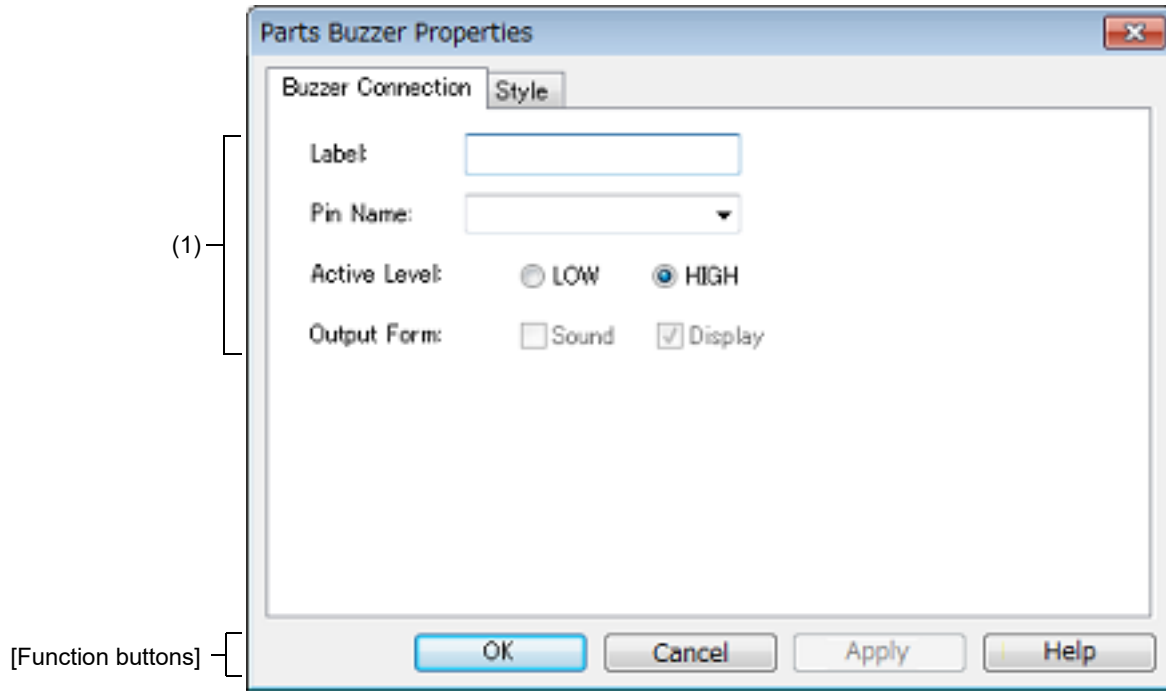 Parts Buzzer Properties
Buzzer Connection Style
Label:
Pin Name:
(1)
Active Level: LOW HIGH
Output Form: Sound Display
[Function buttons] OK Cancel Apply Help